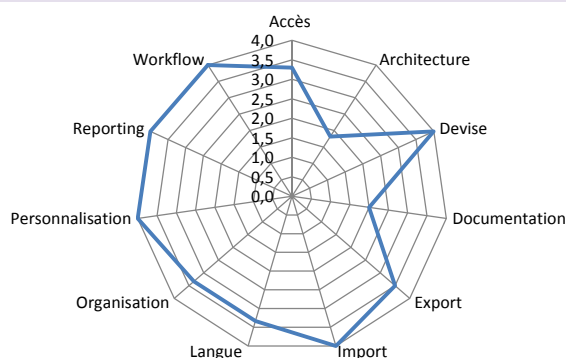 Accès
Architecture
Devise
Documentation
Export
Import
Langue
Organisation
Personnalisation
Reporting
Workflow
4,0
3,5
3,0
2,5
2,0
1,5
1,0
0,5
0,0